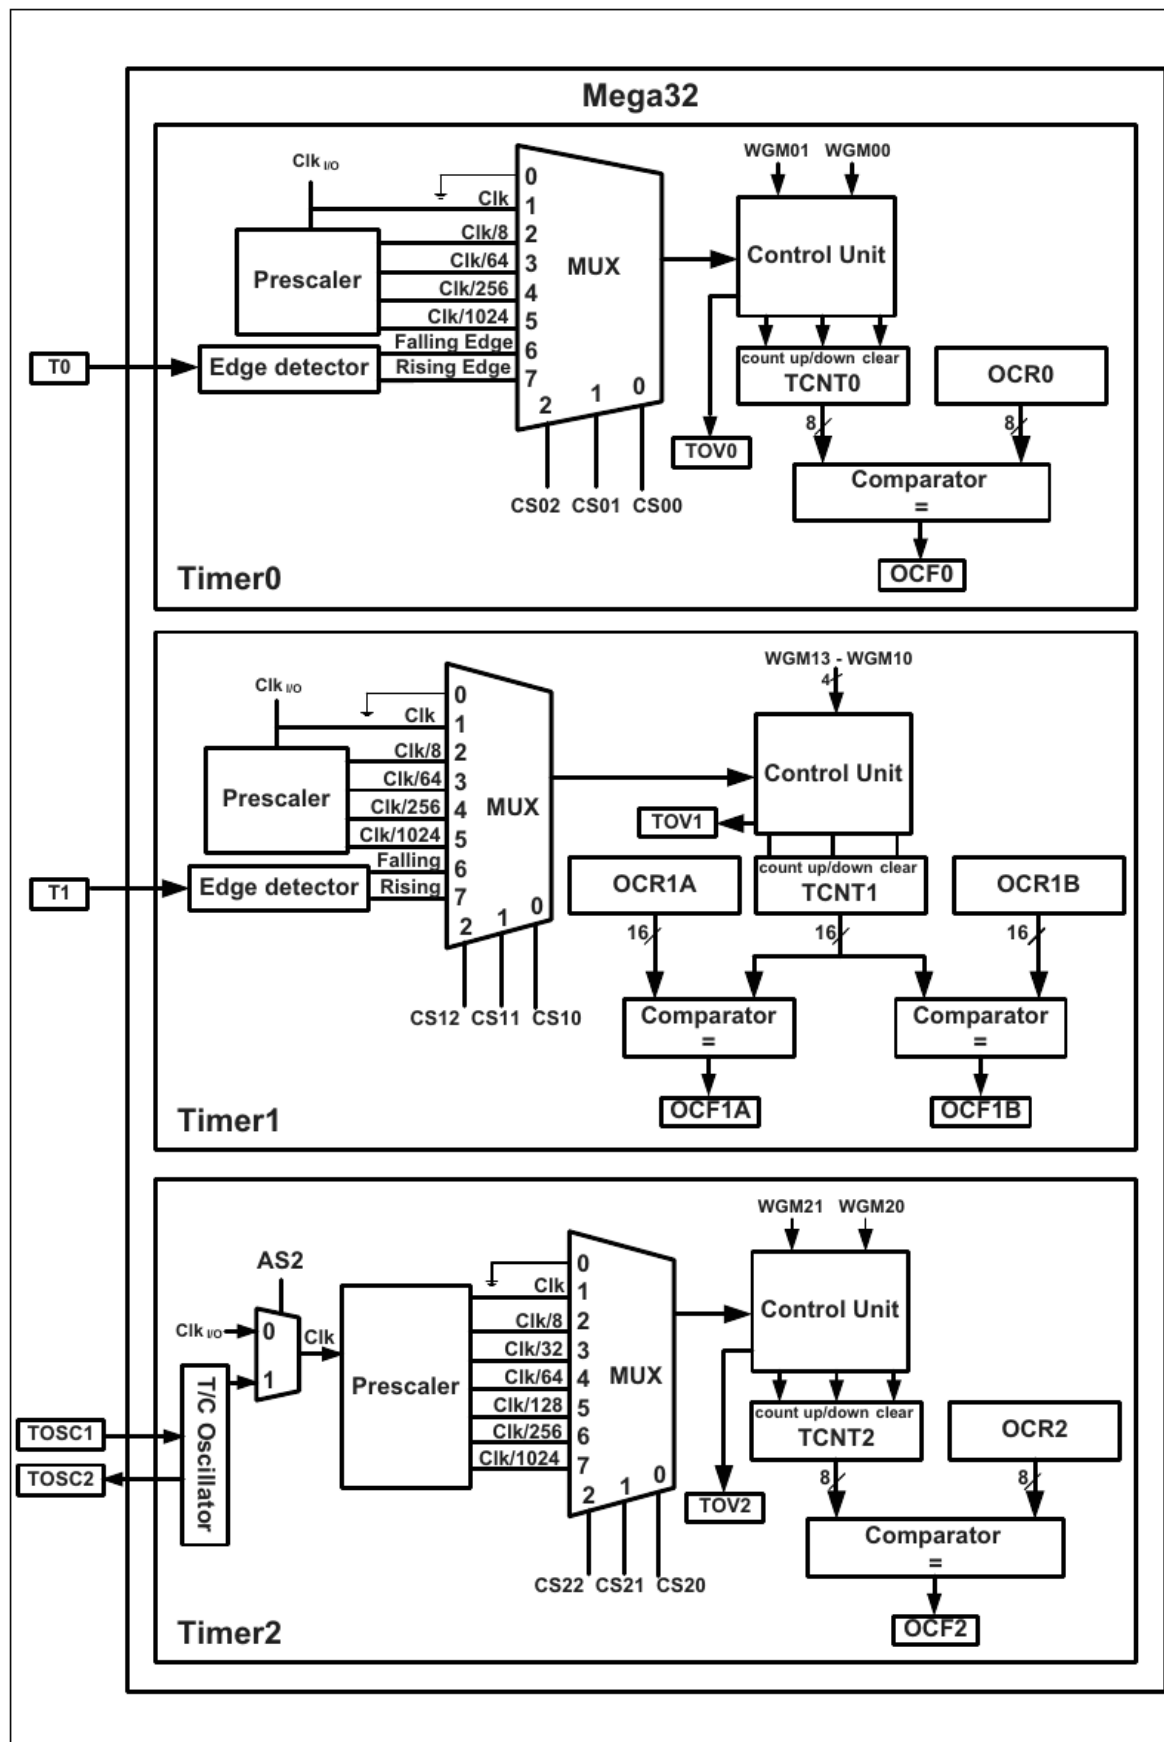 Mega32
Clk I/O
WGM01 WGM00
0
Clk 1
Clk/8 2
Clk/64 3
Clk/256 4
Clk/1024 5
Falling Edge 6
Rising Edge 7
Prescaler
MUX
Control Unit
T0
Edge detector
2 1 0
count up/down clear
TCNT0
OCR0
8 8
TOV0
Comparator
=
CS02 CS01 CS00
OCF0
Timer0
WGM13 - WGM10
4
Clk I/O
0
Clk 1
Clk/8 2
Clk/64 3
Clk/256 4
Clk/1024 5
Falling 6
Rising 7
Prescaler
MUX
Control Unit
TOV1
T1
Edge detector
2 1 0
OCR1A
count up/down clear
TCNT1
OCR1B
16 16 16
CS12 CS11 CS10
Comparator
=
Comparator
=
OCF1A
OCF1B
Timer1
WGM21 WGM20
AS2
Clk I/O
0
1
Clk
T/C Oscillator
Prescaler
0
Clk 1
Clk/8 2
Clk/32 3
Clk/64 4
Clk/128 5
Clk/256 6
Clk/1024 7
MUX
Control Unit
TOSC1
TOSC2
2 1 0
count up/down clear
TCNT2
OCR2
8 8
TOV2
Comparator
=
CS22 CS21 CS20
OCF2
Timer2